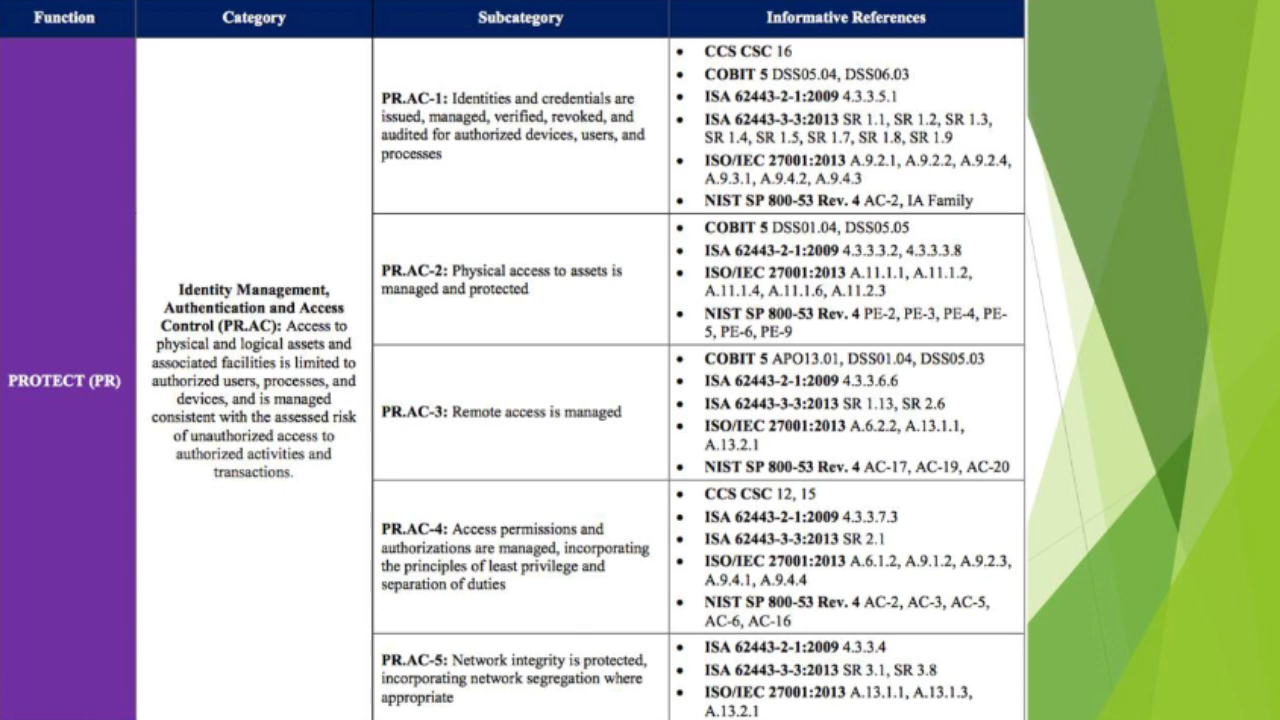 Function
Category
Subcategory
Informative References
PROTECT (PR)
Identity Management,
Authentication and Access
Control (PR.AC): Access to
physical and logical assets and
associated facilities is limited to
authorized users, processes, and
devices, and is managed
consistent with the assessed risk
of unauthorized access to
authorized activities and
transactions.
PR.AC-1: Identities and credentials are
issued, managed, verified, revoked, and
audited for authorized devices, users, and
processes
• CCS CSC 16
• COBIT 5 DSS05.04, DSS06.03
• ISA 62443-2-1:2009 4.3.3.5.1
• ISA 62443-3-3:2013 SR 1.1, SR 1.2, SR 1.3,
SR 1.4, SR 1.5, SR 1.7, SR 1.8, SR 1.9
• ISO/IEC 27001:2013 A.9.2.1, A.9.2.2, A.9.2.4,
A.9.3.1, A.9.4.2, A.9.4.3
• NIST SP 800-53 Rev. 4 AC-2, IA Family
PR.AC-2: Physical access to assets is
managed and protected
• COBIT 5 DSS01.04, DSS05.05
• ISA 62443-2-1:2009 4.3.3.3.2, 4.3.3.3.8
• ISO/IEC 27001:2013 A.11.1.1, A.11.1.2,
A.11.1.4, A.11.1.6, A.11.2.3
• NIST SP 800-53 Rev. 4 PE-2, PE-3, PE-4, PE-
5, PE-6, PE-9
PR.AC-3: Remote access is managed
• COBIT 5 APO13.01, DSS01.04, DSS05.03
• ISA 62443-2-1:2009 4.3.3.6.6
• ISA 62443-3-3:2013 SR 1.13, SR 2.6
• ISO/IEC 27001:2013 A.6.2.2, A.13.1.1,
A.13.2.1
• NIST SP 800-53 Rev. 4 AC-17, AC-19, AC-20
PR.AC-4: Access permissions and
authorizations are managed, incorporating
the principles of least privilege and
separation of duties
• CCS CSC 12, 15
• ISA 62443-2-1:2009 4.3.3.7.3
• ISA 62443-3-3:2013 SR 2.1
• ISO/IEC 27001:2013 A.6.1.2, A.9.1.2, A.9.2.3,
A.9.4.1, A.9.4.4
• NIST SP 800-53 Rev. 4 AC-2, AC-3, AC-5,
AC-6, AC-16
PR.AC-5: Network integrity is protected,
incorporating network segregation where
appropriate
• ISA 62443-2-1:2009 4.3.3.4
• ISA 62443-3-3:2013 SR 3.1, SR 3.8
• ISO/IEC 27001:2013 A.13.1.1, A.13.1.3,
A.13.2.1